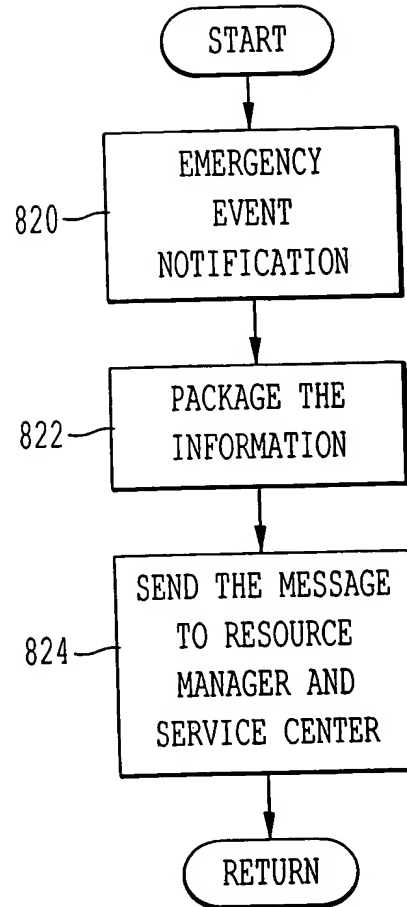 START
820
EMERGENCY
EVENT
NOTIFICATION
822
PACKAGE THE
INFORMATION
824
SEND THE MESSAGE
TO RESOURCE
MANAGER AND
SERVICE CENTER
RETURN